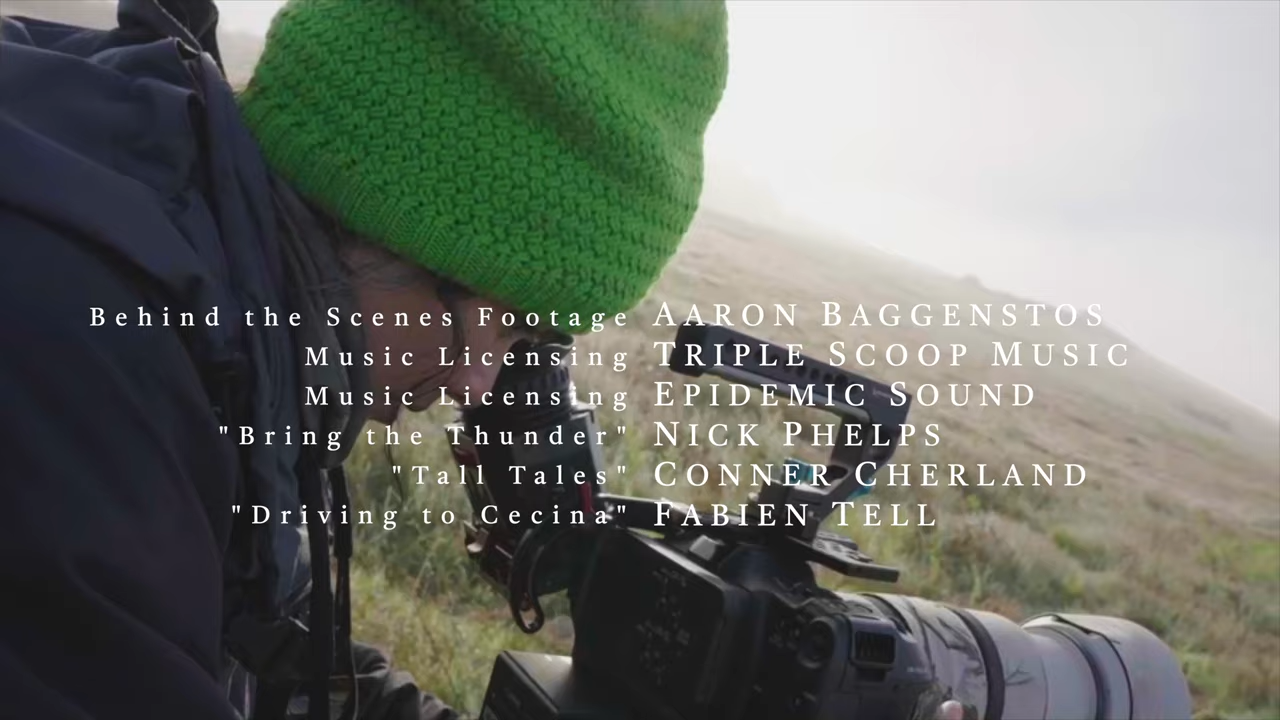 Behind the Scenes Footage AARON BAGGENSTOS
Music Licensing TRIPLE SCOOP MUSIC
Music Licensing EPIDEMIC SOUND
"Bring the Thunder" NICK PHELPS
"Tall Tales" CONNER CHERLAND
"Driving to Cecina" FABIEN TELL